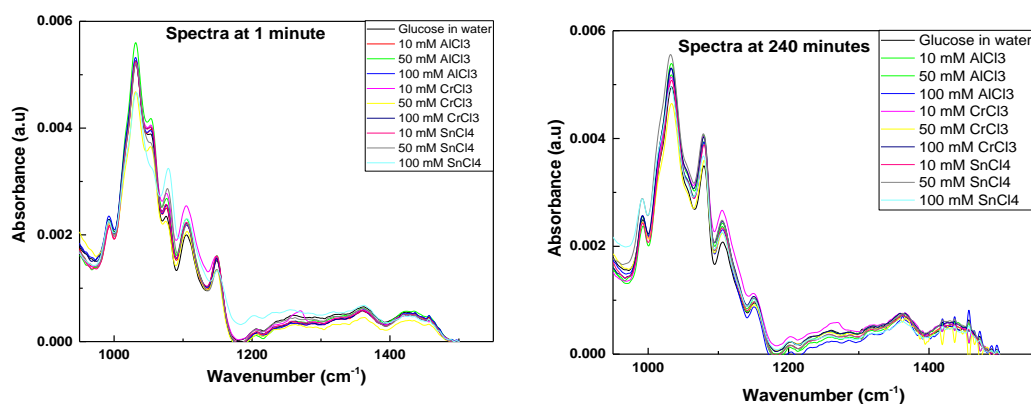 Spectra at 1 minute
Glucose in water
10 mM AlCl3
50 mM AlCl3
100 mM AlCl3
10 mM CrCl3
50 mM CrCl3
100 mM CrCl3
10 mM SnCl4
50 mM SnCl4
100 mM SnCl4
0.006
0.004
0.002
0.000
Absorbance (a.u)
1000
1200
1400
Wavenumber (cm-1)
Spectra at 240 minutes
Glucose in water
10 mM AlCl3
50 mM AlCl3
100 mM AlCl3
10 mM CrCl3
50 mM CrCl3
100 mM CrCl3
10 mM SnCl4
50 mM SnCl4
100 mM SnCl4
0.006
0.004
0.002
0.000
Absorbance (a.u)
1000
1200
1400
Wavenumber (cm-1)